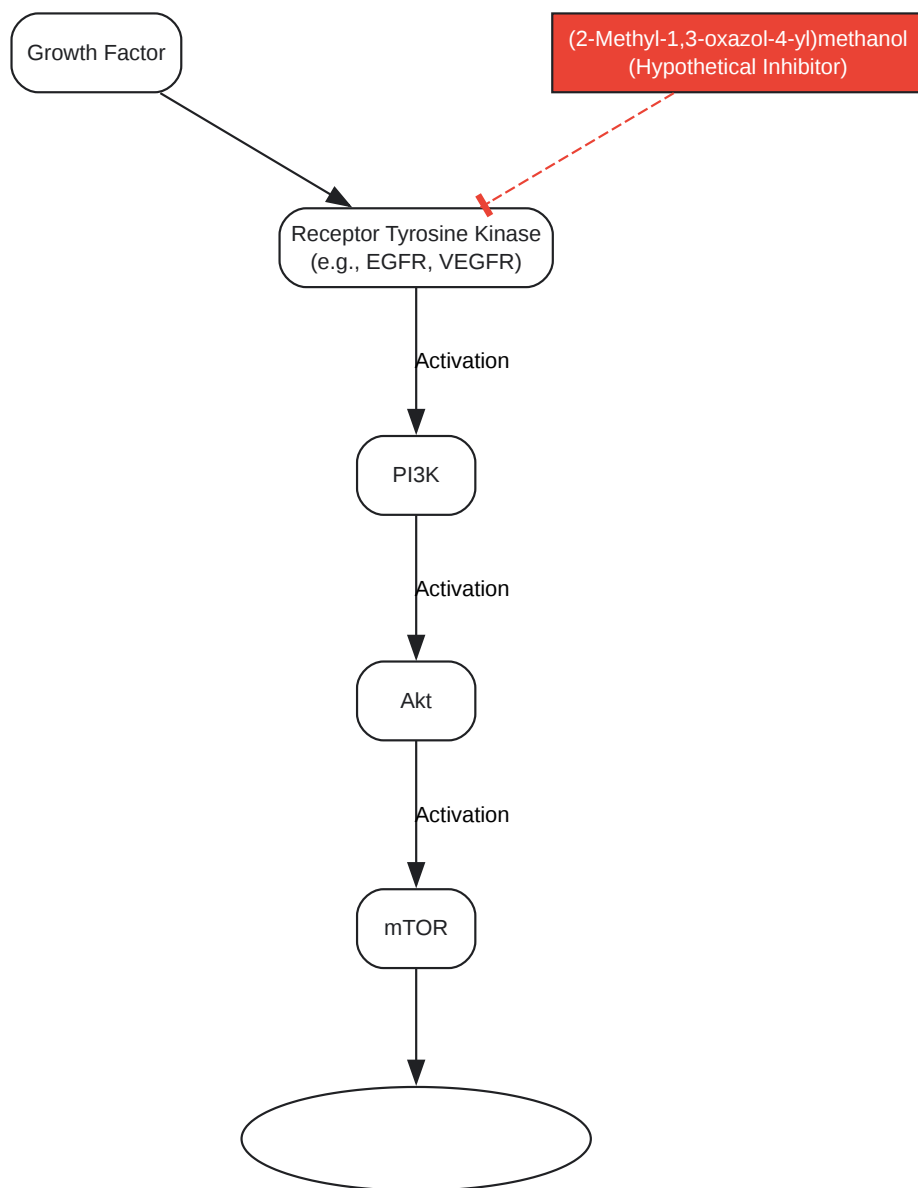 Growth Factor
(2-Methyl-1,3-oxazol-4-yl)methanol
(Hypothetical Inhibitor)
Receptor Tyrosine Kinase
(e.g., EGFR, VEGFR)
Activation
PI3K
Activation
Akt
Activation
mTOR